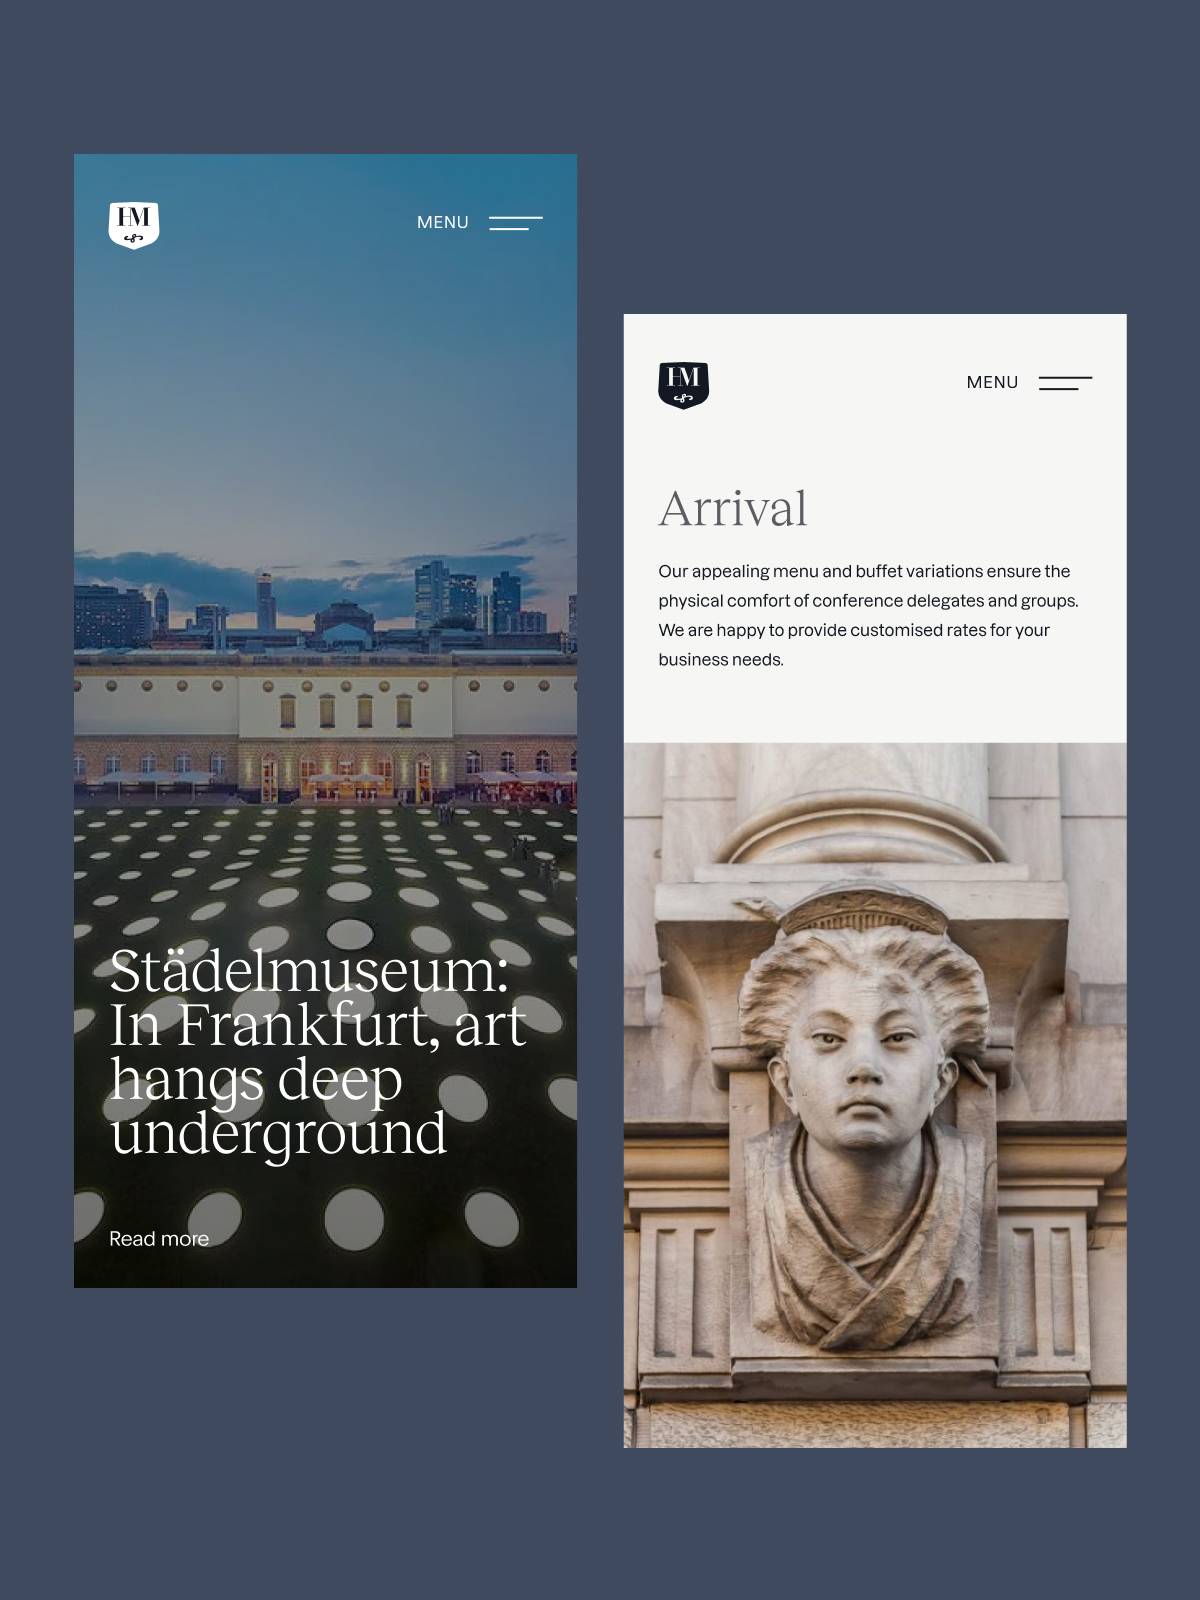 HM
MENU
Städelmuseum:
In Frankfurt, art
hangs deep
underground
Read more
HM
MENU
Arrival
Our appealing menu and buffet variations ensure the
physical comfort of conference delegates and groups.
We are happy to provide customised rates for your
business needs.